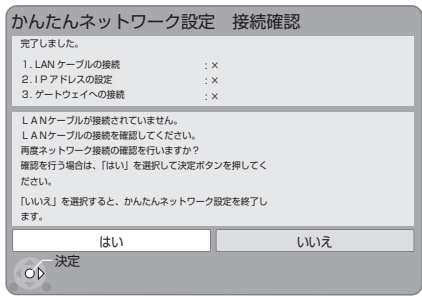 かんたんネットワーク設定　接続確認
完了しました。
1. LAN ケーブルの接続　：×
2. I P アドレスの設定　：×
3. ゲートウェイへの接続　：×
ＬＡＮケーブルが接続されていません。
ＬＡＮケーブルの接続を確認してください。
再度ネットワーク接続の確認を行いますか？
確認を行う場合は、「はい」を選択して決定ボタンを押してく
ださい。
「いいえ」を選択すると、かんたんネットワーク設定を終了し
ます。
はい　いいえ
決定